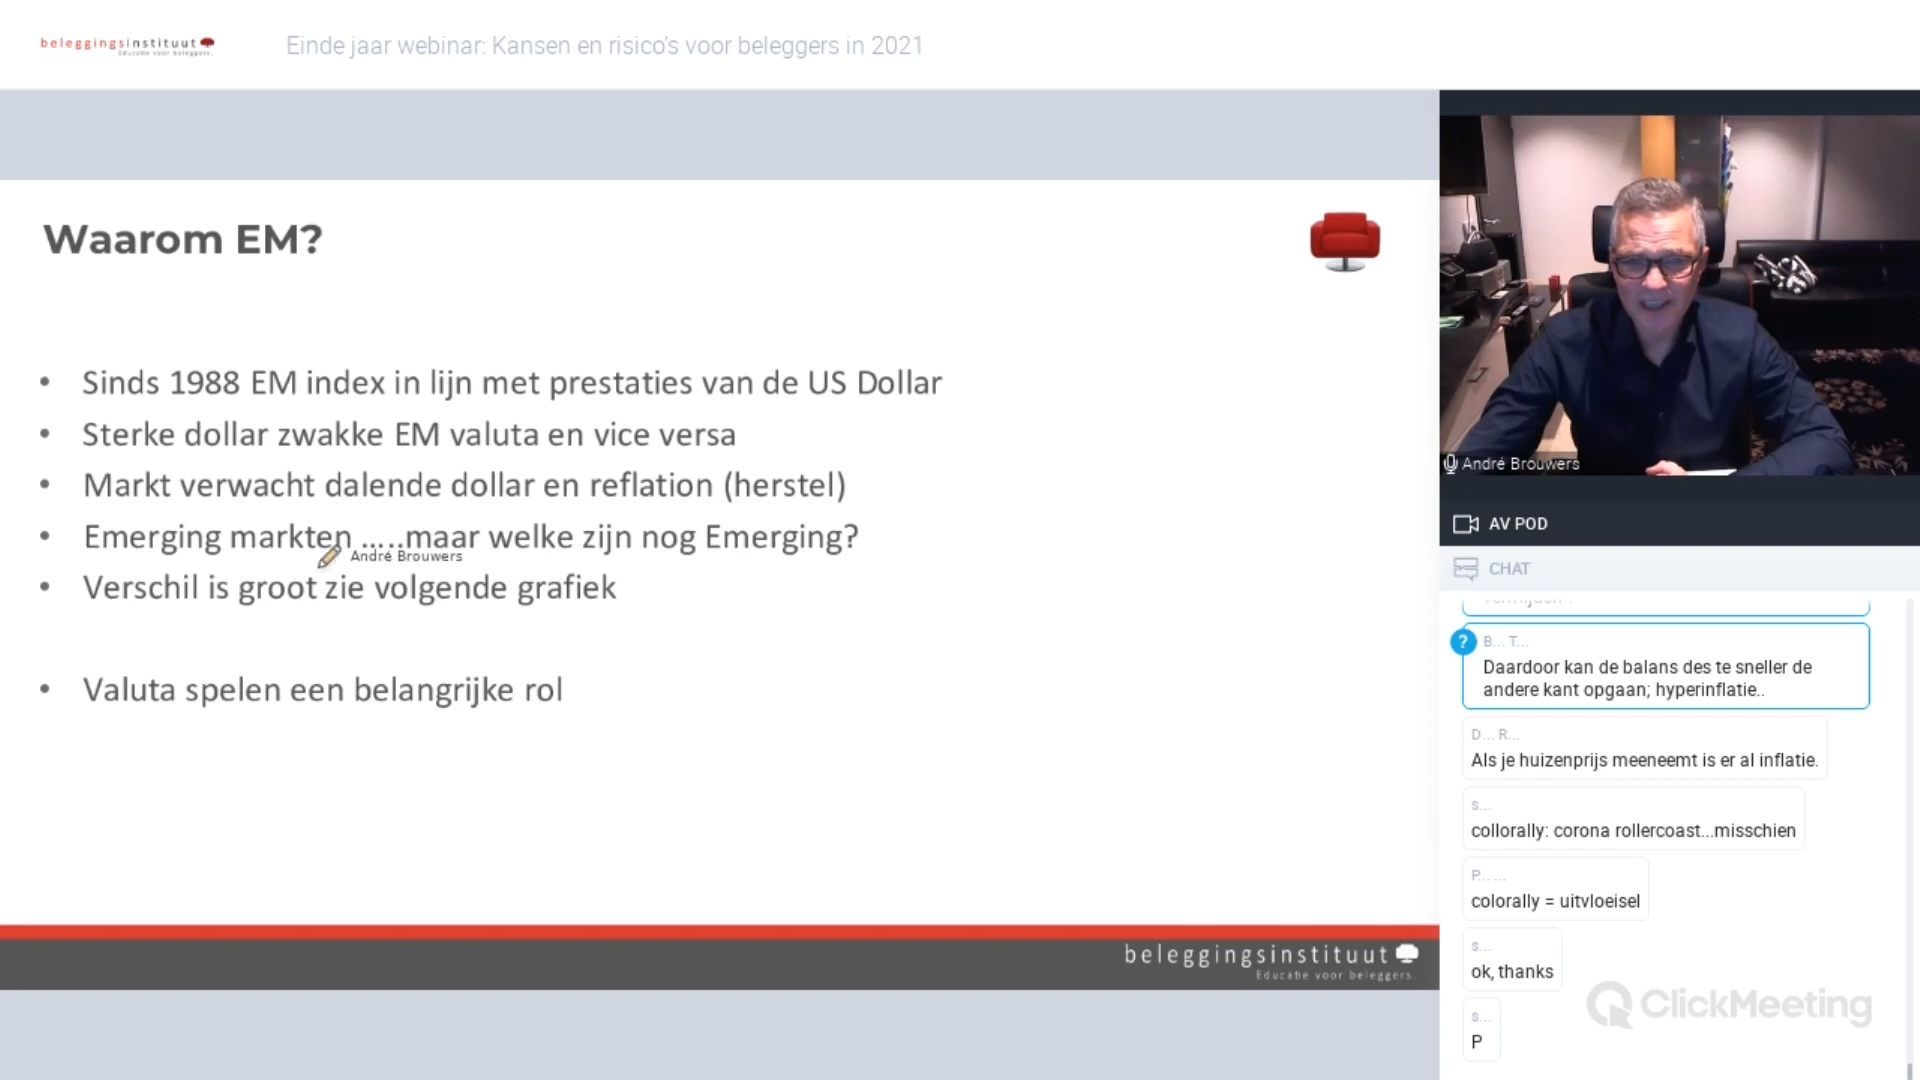 beleggingsinstituut
Educatie voor beleggers.
Einde jaar webinar: Kansen en risico's voor beleggers in 2021
Waarom EM?
• Sinds 1988 EM index in lijn met prestaties van de US Dollar
• Sterke dollar zwakke EM valuta en vice versa
• Markt verwacht dalende dollar en reflation (herstel)
• Emerging markten …..maar welke zijn nog Emerging?
André Brouwers
• Verschil is groot zie volgende grafiek
• Valuta spelen een belangrijke rol
beleggingsinstituut
Educatie voor beleggers.
André Brouwers
AV POD
CHAT
?
B... T...
Daardoor kan de balans des te sneller de
andere kant opgaan; hyperinflatie..
D... R...
Als je huizenprijs meeneemt is er al inflatie.
s...
collorally: corona rollercoast...misschien
P... ...
colorally = uitvloeisel
s...
ok, thanks
s...
P
ClickMeeting